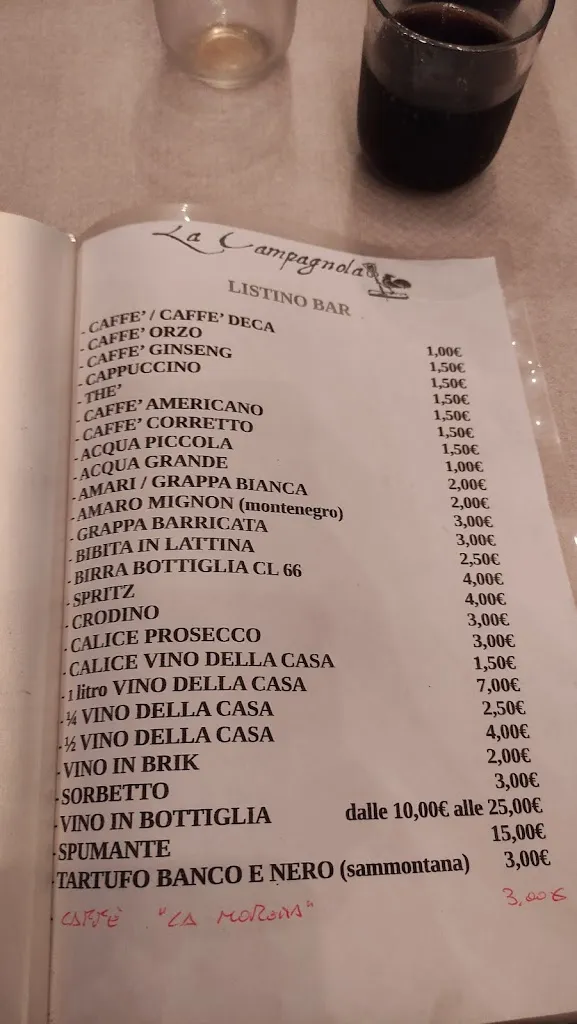 La Campagnola
LISTINO BAR
- CAFFE' / CAFFE' DECA 1,00€
- CAFFE' ORZO 1,50€
- CAFFE' GINSENG 1,50€
- CAPPUCCINO 1,50€
- THE' 1,50€
- CAFFE' AMERICANO 1,50€
- CAFFE' CORRETTO 1,50€
- ACQUA PICCOLA 1,00€
- ACQUA GRANDE 2,00€
- AMARI / GRAPPA BIANCA 2,00€
- AMARO MIGNON (montenegro) 3,00€
- GRAPPA BARRICATA 3,00€
- BIBITA IN LATTINA 2,50€
- BIRRA BOTTIGLIA CL 66 4,00€
- SPRITZ 4,00€
- CRODINO 3,00€
- CALICE PROSECCO 3,00€
- CALICE VINO DELLA CASA 1,50€
- 1 litro VINO DELLA CASA 7,00€
- ¼ VINO DELLA CASA 2,50€
- ½ VINO DELLA CASA 4,00€
- VINO IN BRIK 2,00€
- SORBETTO 3,00€
- VINO IN BOTTIGLIA dalle 10,00€ alle 25,00€
- SPUMANTE 15,00€
- TARTUFO BANCO E NERO (sammontana) 3,00€
- CAFFÈ "LA MORENA" 3,00€